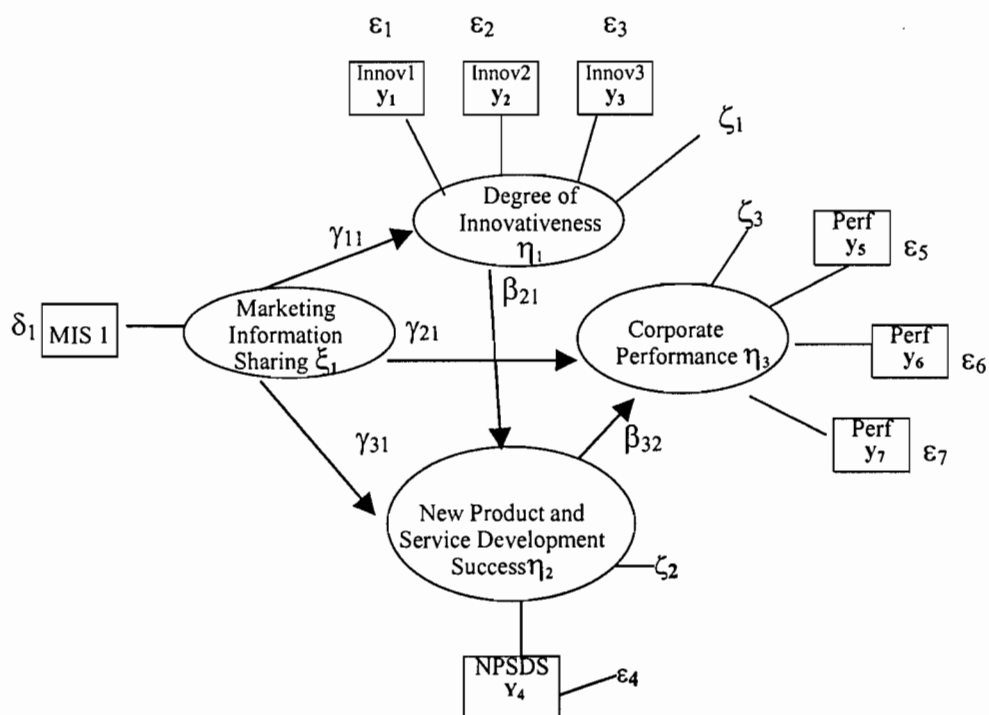 ε1 ε2 ε3
Innov1
y1
Innov2
y2
Innov3
y3
ζ1
Degree of
Innovativeness
η1
γ11
β21
ζ3
Perf
y5
ε5
δ1
MIS 1
Marketing
Information
Sharing ξ1
γ21
Corporate
Performance η3
Perf
y6
ε6
γ31
β32
Perf
y7
ε7
New Product and
Service Development
Successη2
ζ2
NPSDS
Y4
ε4